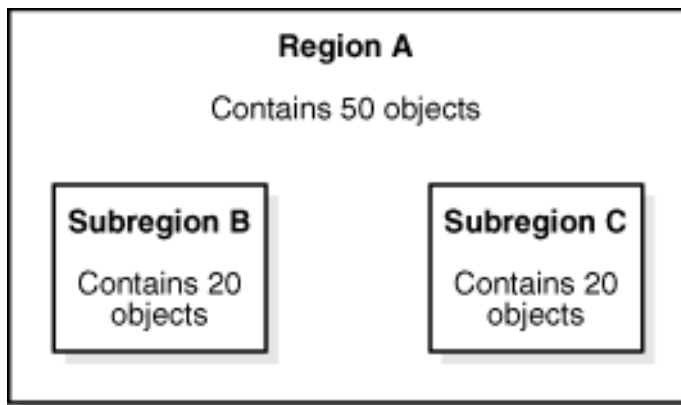 Region A
Contains 50 objects
Subregion B
Contains 20
objects
Subregion C
Contains 20
objects